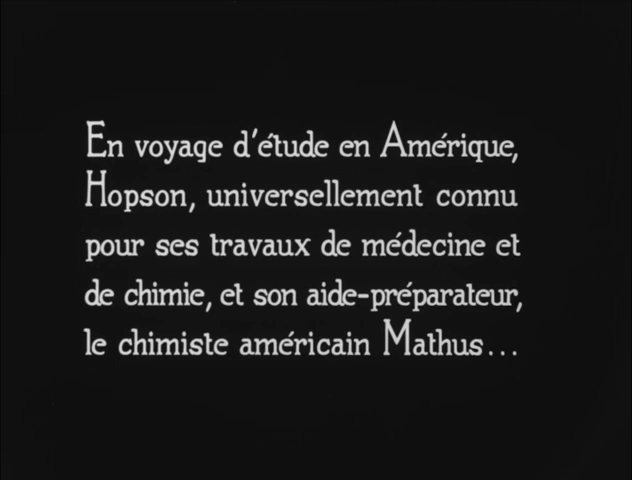 En voyage d'étude en Amérique,
Hopson, universellement connu
pour ses travaux de médecine et
de chimie, et son aide-préparateur,
le chimiste américain Mathus...